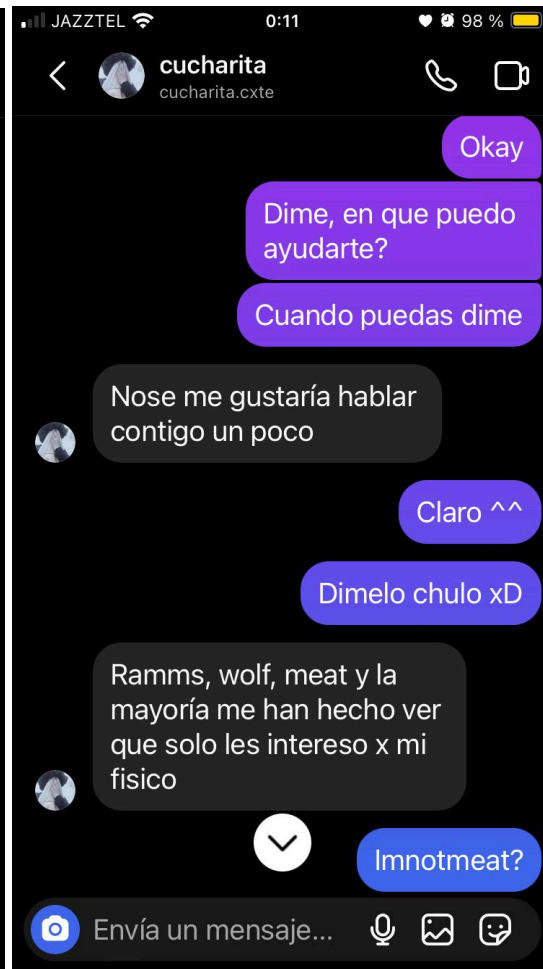 JAZZTEL 0:11 98 %
cucharita
cucharita.cxte
Okay
Dime, en que puedo
ayudarte?
Cuando puedas dime
Nose me gustaría hablar
contigo un poco
Claro ^^
Dimelo chulo xD
Ramms, wolf, meat y la
mayoría me han hecho ver
que solo les intereso x mi
fisico
Imnotmeat?
Envía un mensaje...